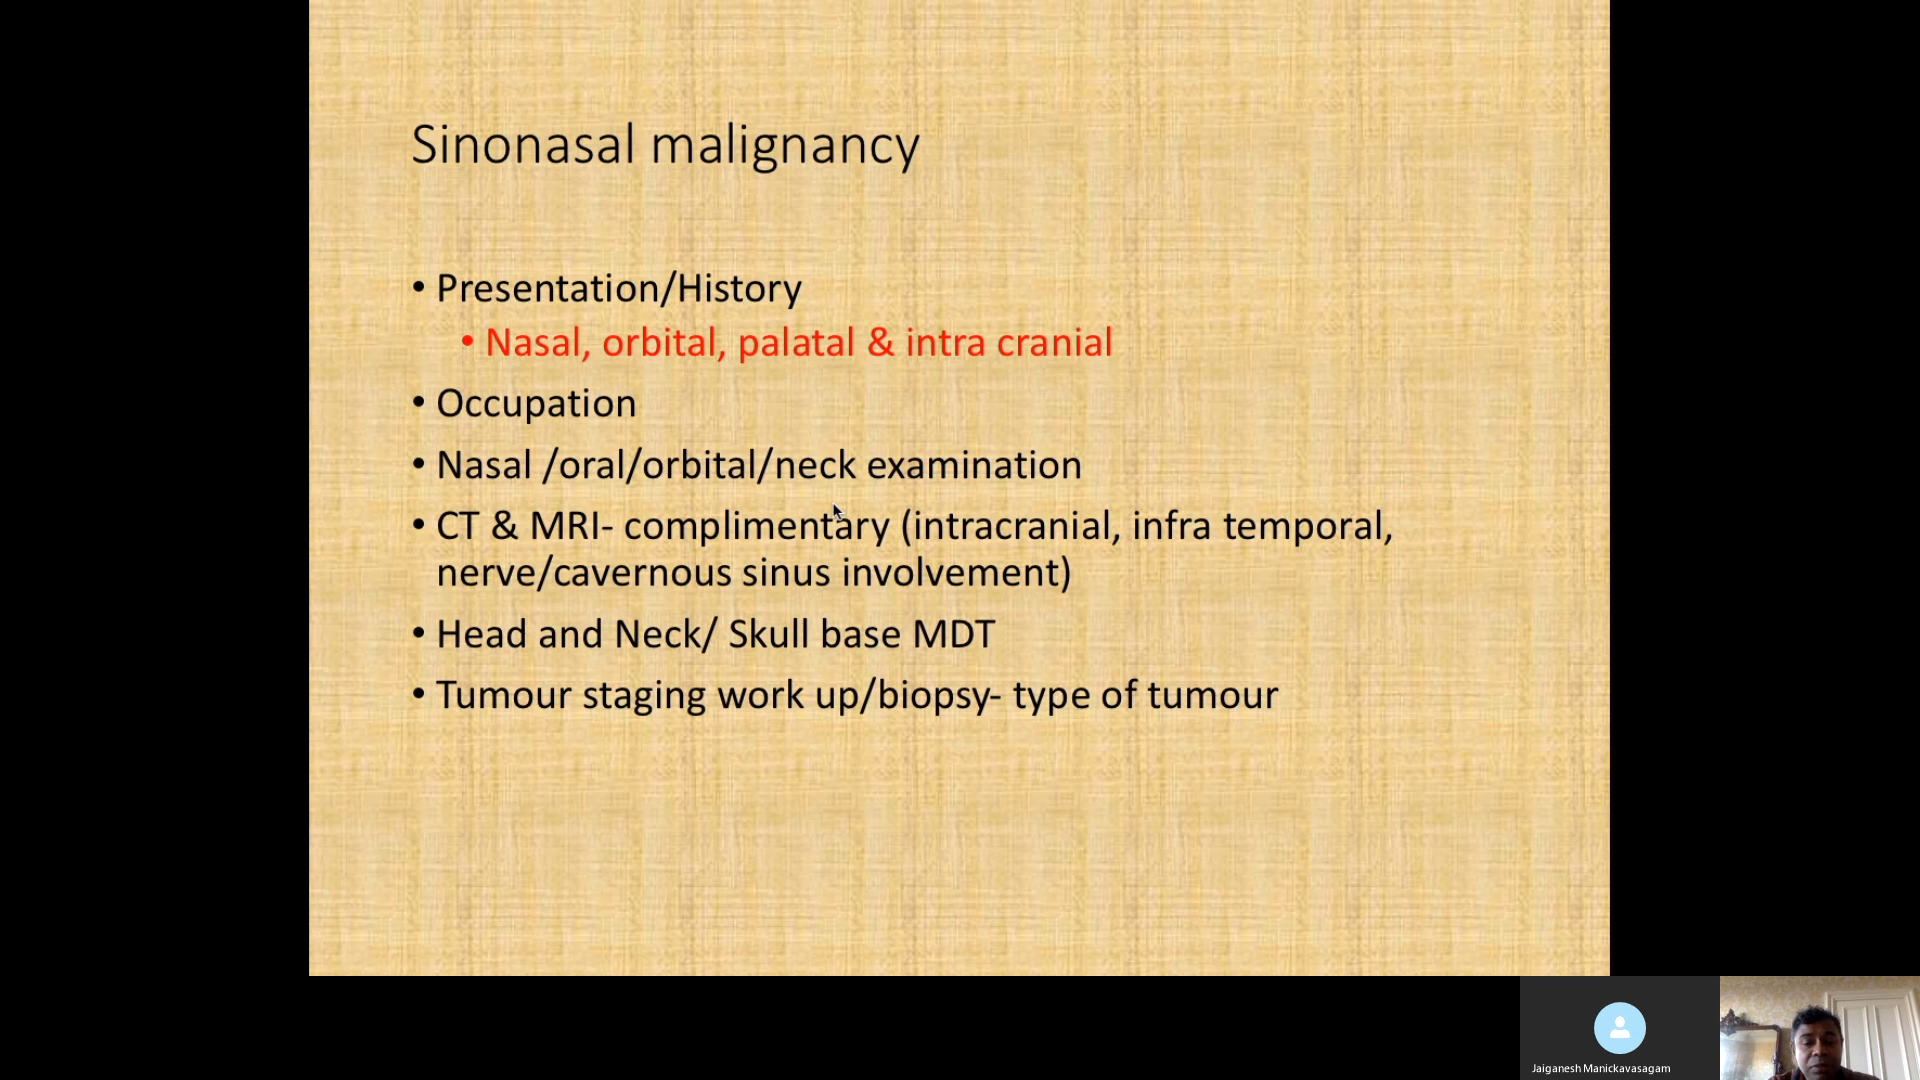 Sinonasal malignancy
• Presentation/History
• Nasal, orbital, palatal & intra cranial
• Occupation
• Nasal /oral/orbital/neck examination
• CT & MRI- complimentary (intracranial, infra temporal,
nerve/cavernous sinus involvement)
• Head and Neck/ Skull base MDT
• Tumour staging work up/biopsy- type of tumour
Jaiganesh Manickavasagam